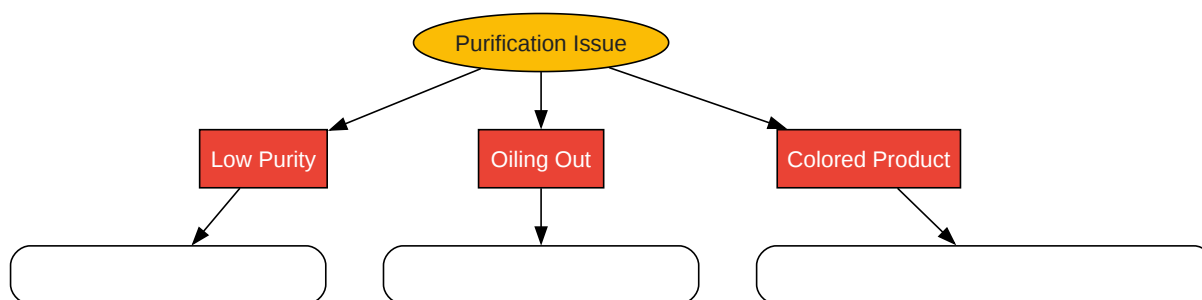 Purification Issue
Low Purity
Oiling Out
Colored Product